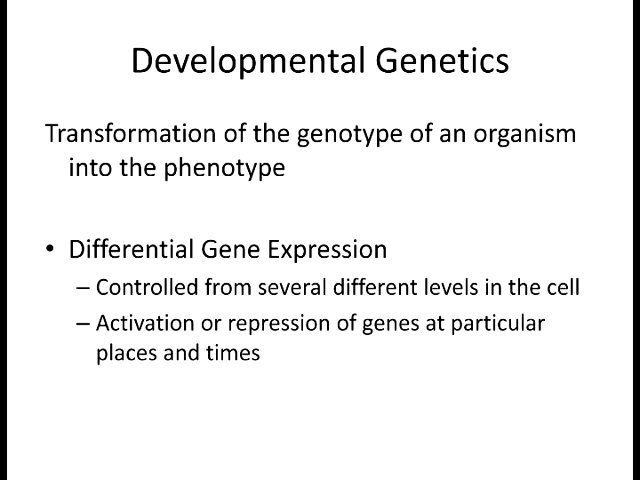 Developmental Genetics
Transformation of the genotype of an organism
into the phenotype
• Differential Gene Expression
– Controlled from several different levels in the cell
– Activation or repression of genes at particular
places and times